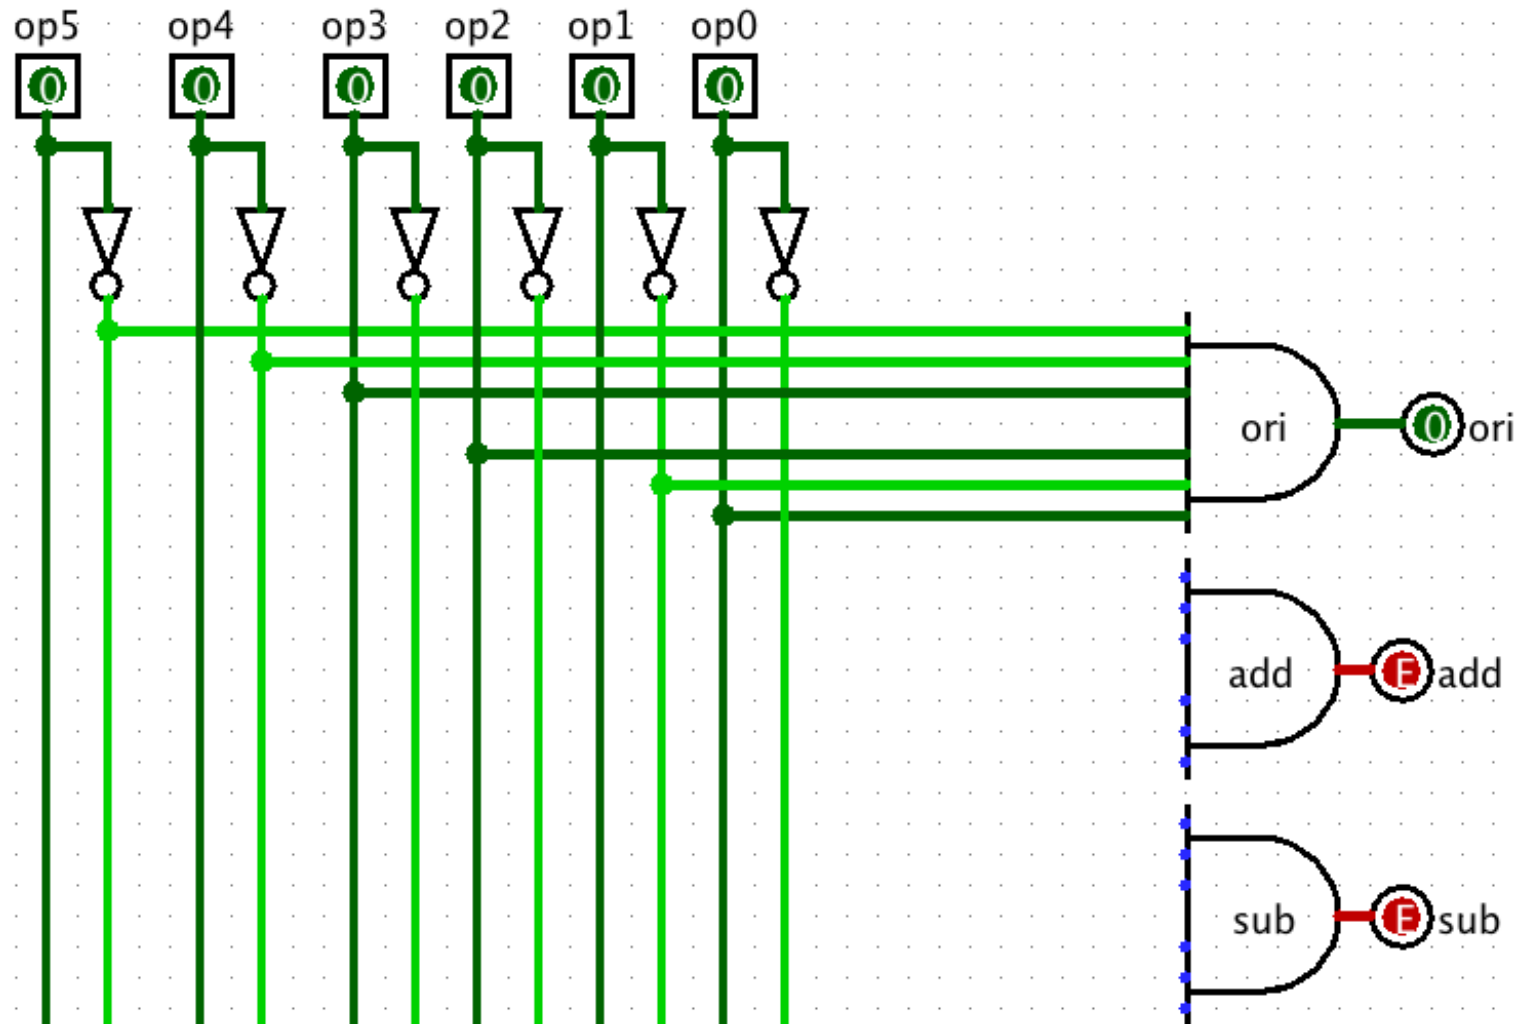 op5 op4 op3 op2 op1 op0
0 0 0 0 0 0
ori 0 ori
add E add
sub E sub